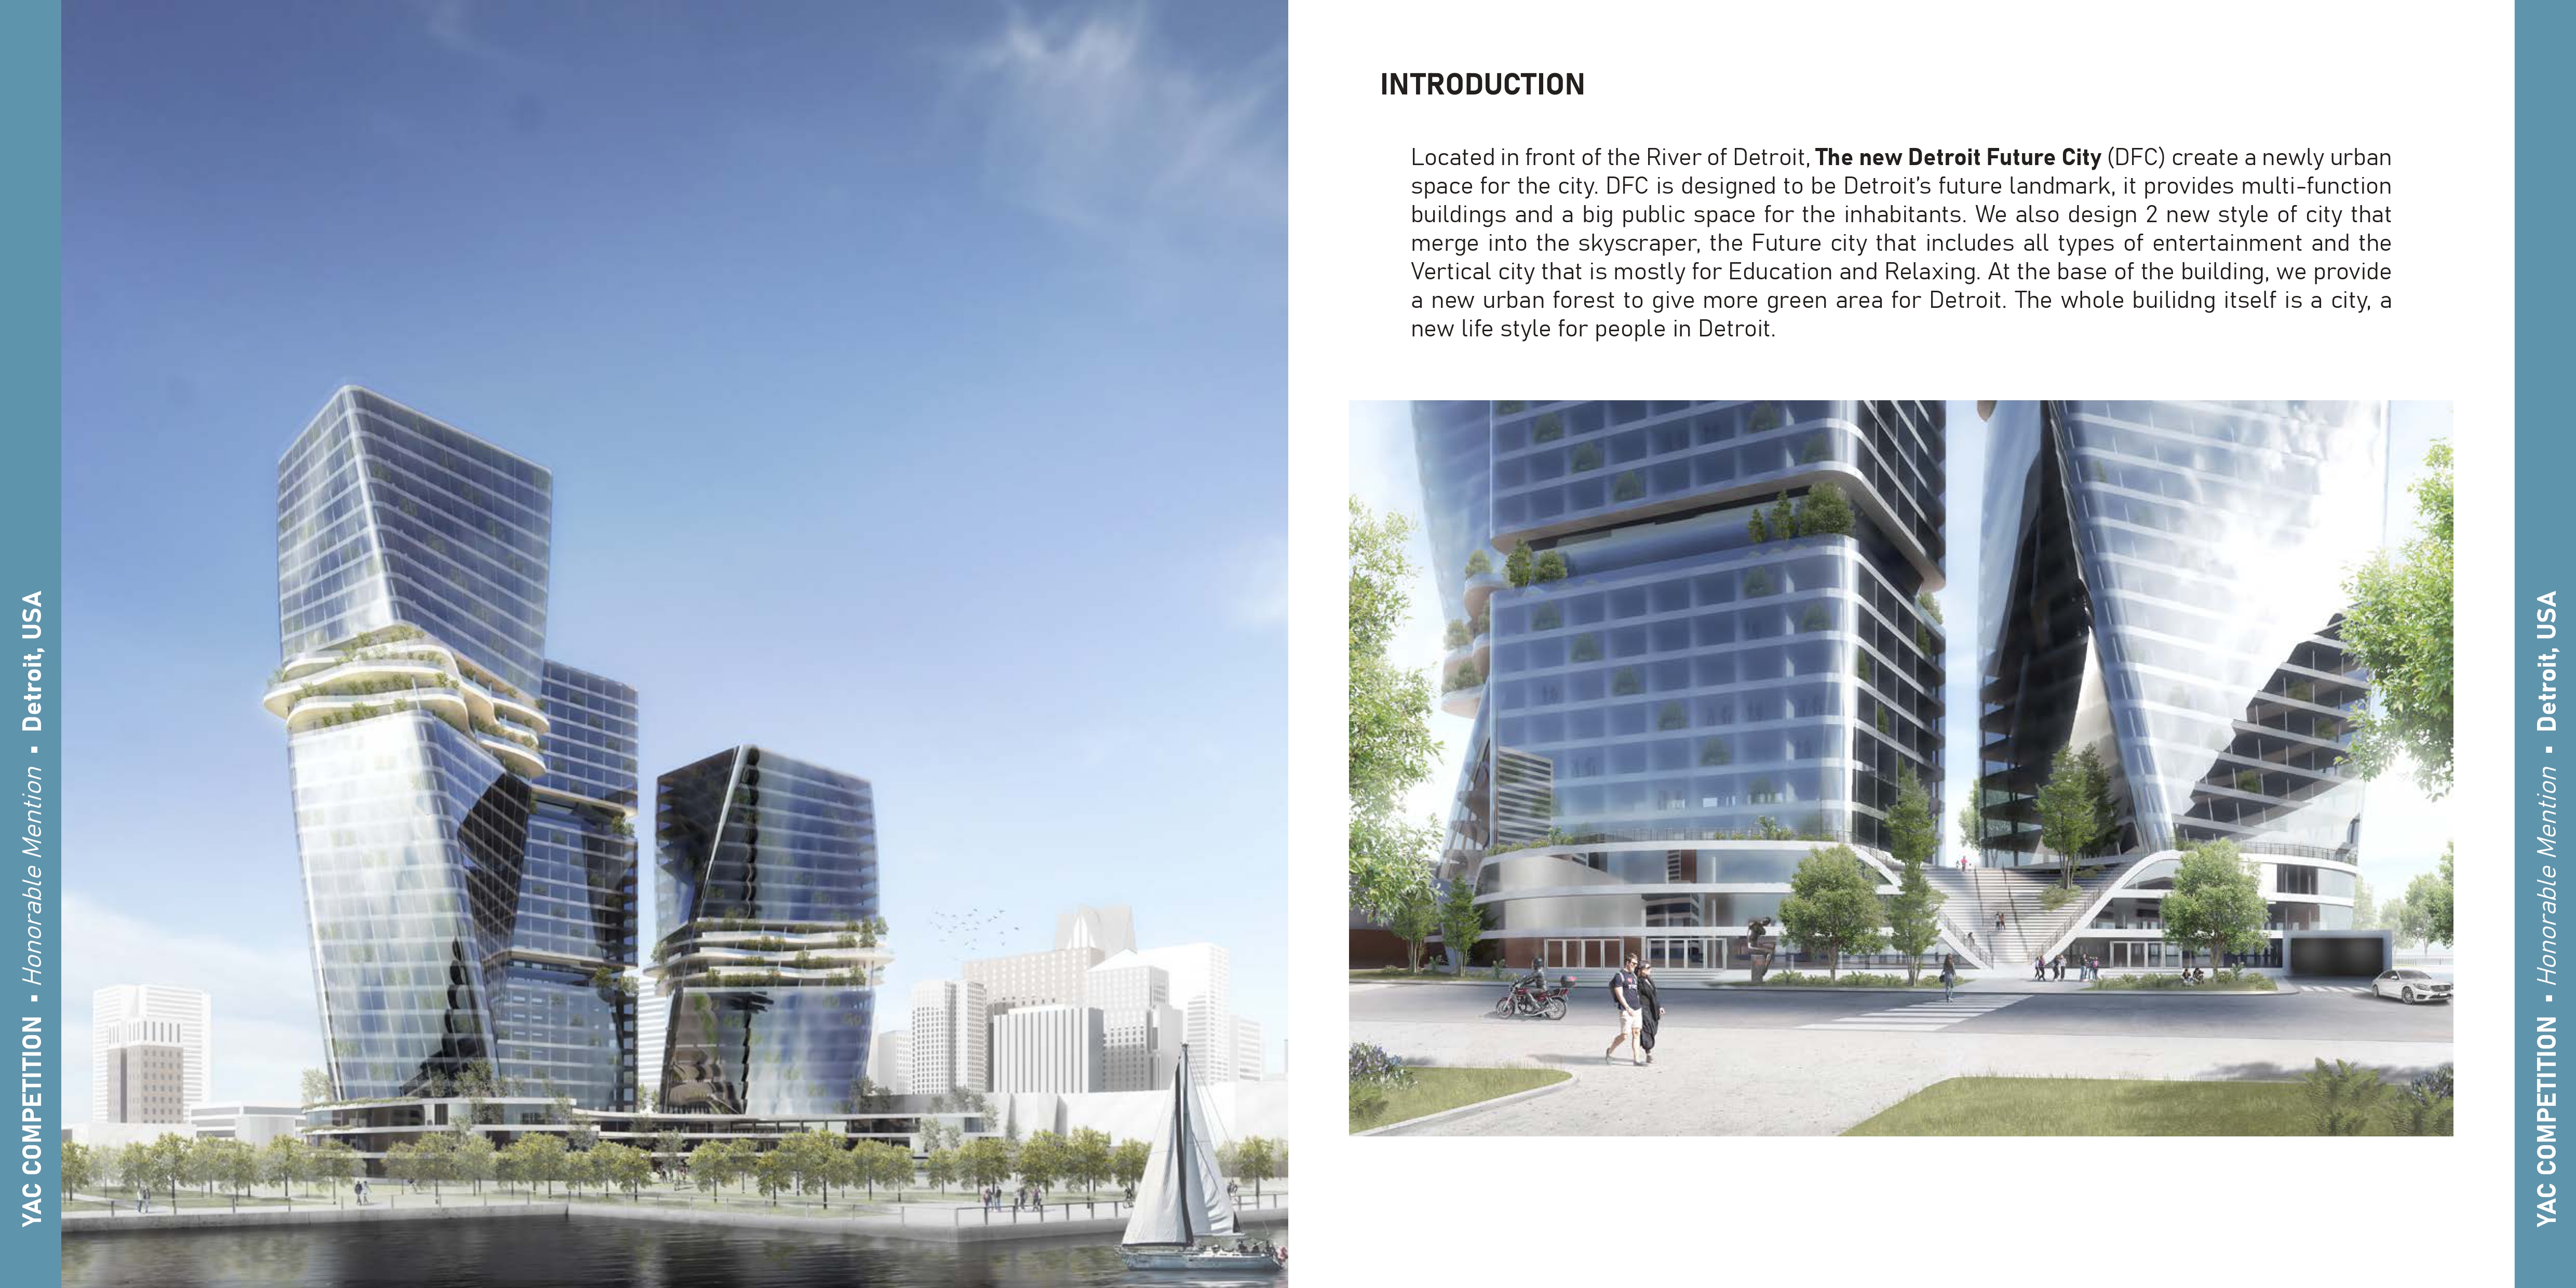 YAC COMPETITION ▪ Honorable Mention ▪ Detroit, USA
INTRODUCTION
Located in front of the River of Detroit, The new Detroit Future City (DFC) create a newly urban
space for the city. DFC is designed to be Detroit's future landmark, it provides multi-function
buildings and a big public space for the inhabitants. We also design 2 new style of city that
merge into the skyscraper, the Future city that includes all types of entertainment and the
Vertical city that is mostly for Education and Relaxing. At the base of the building, we provide
a new urban forest to give more green area for Detroit. The whole builidng itself is a city, a
new life style for people in Detroit.
YAC COMPETITION ▪ Honorable Mention ▪ Detroit, USA